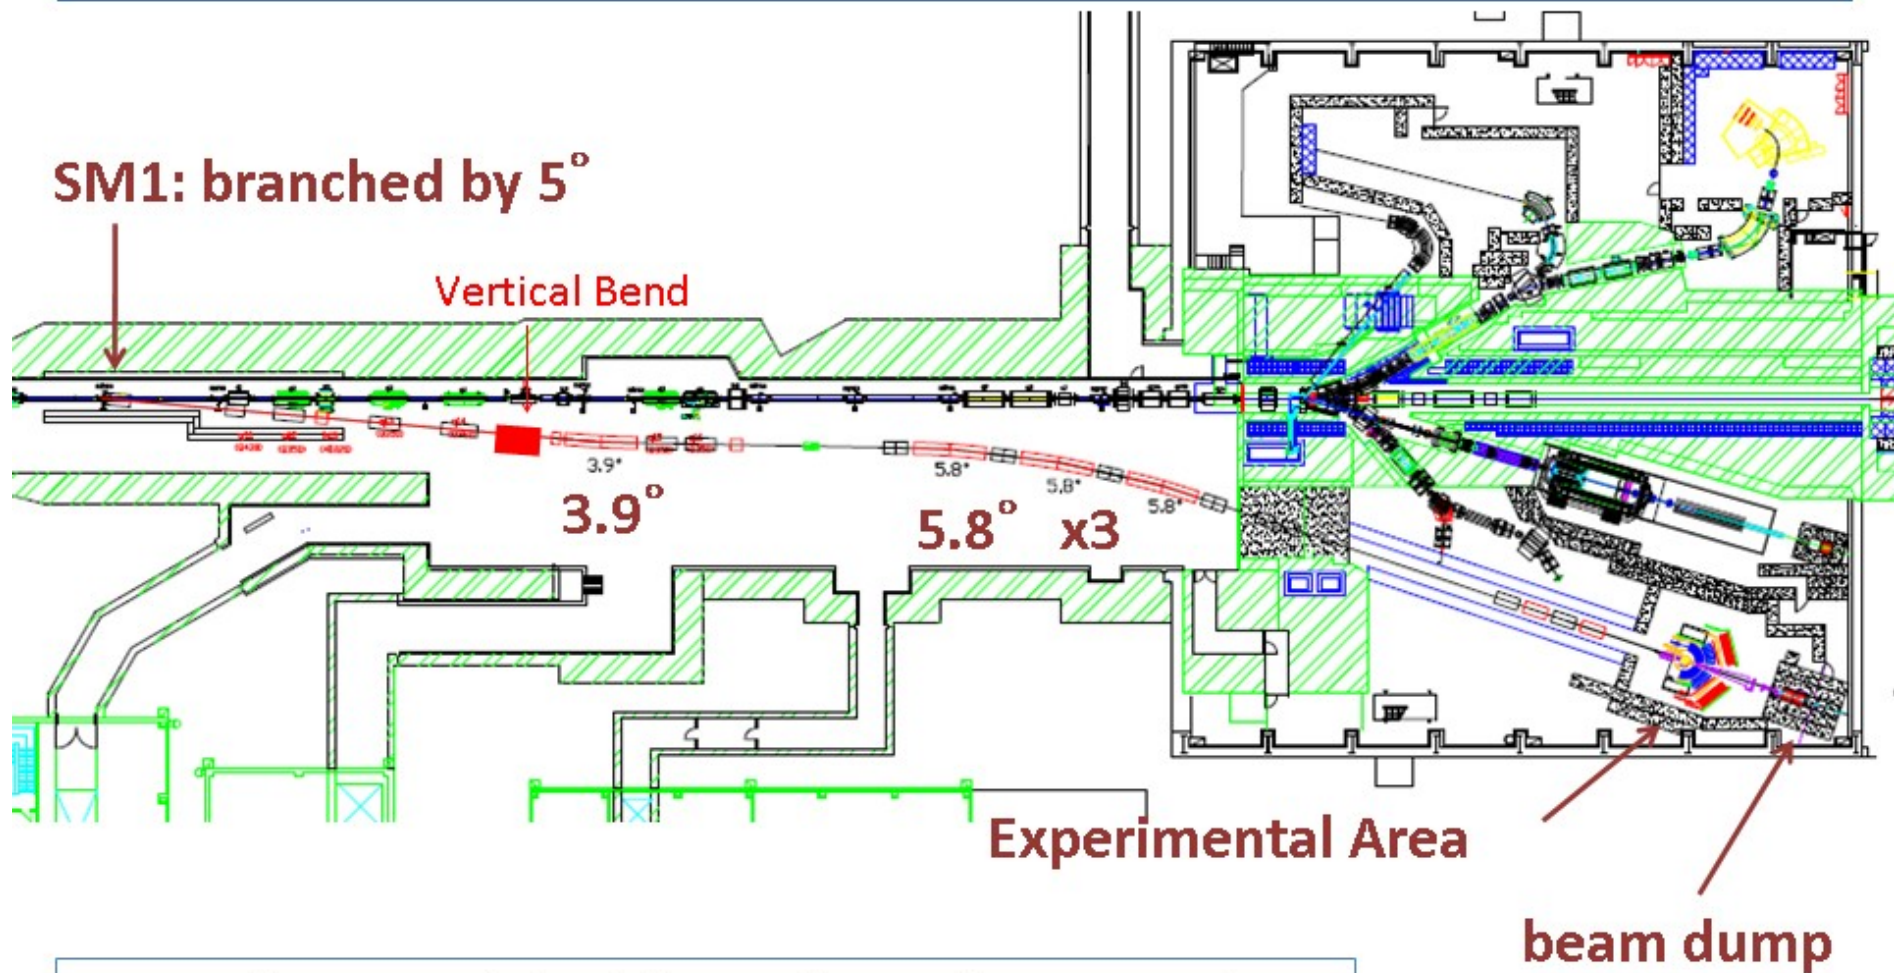 SM1: branched by 5°
Vertical Bend
3.9°
5.8°
5.8°
5.8°
3.9°
5.8° x3
Experimental Area
beam dump